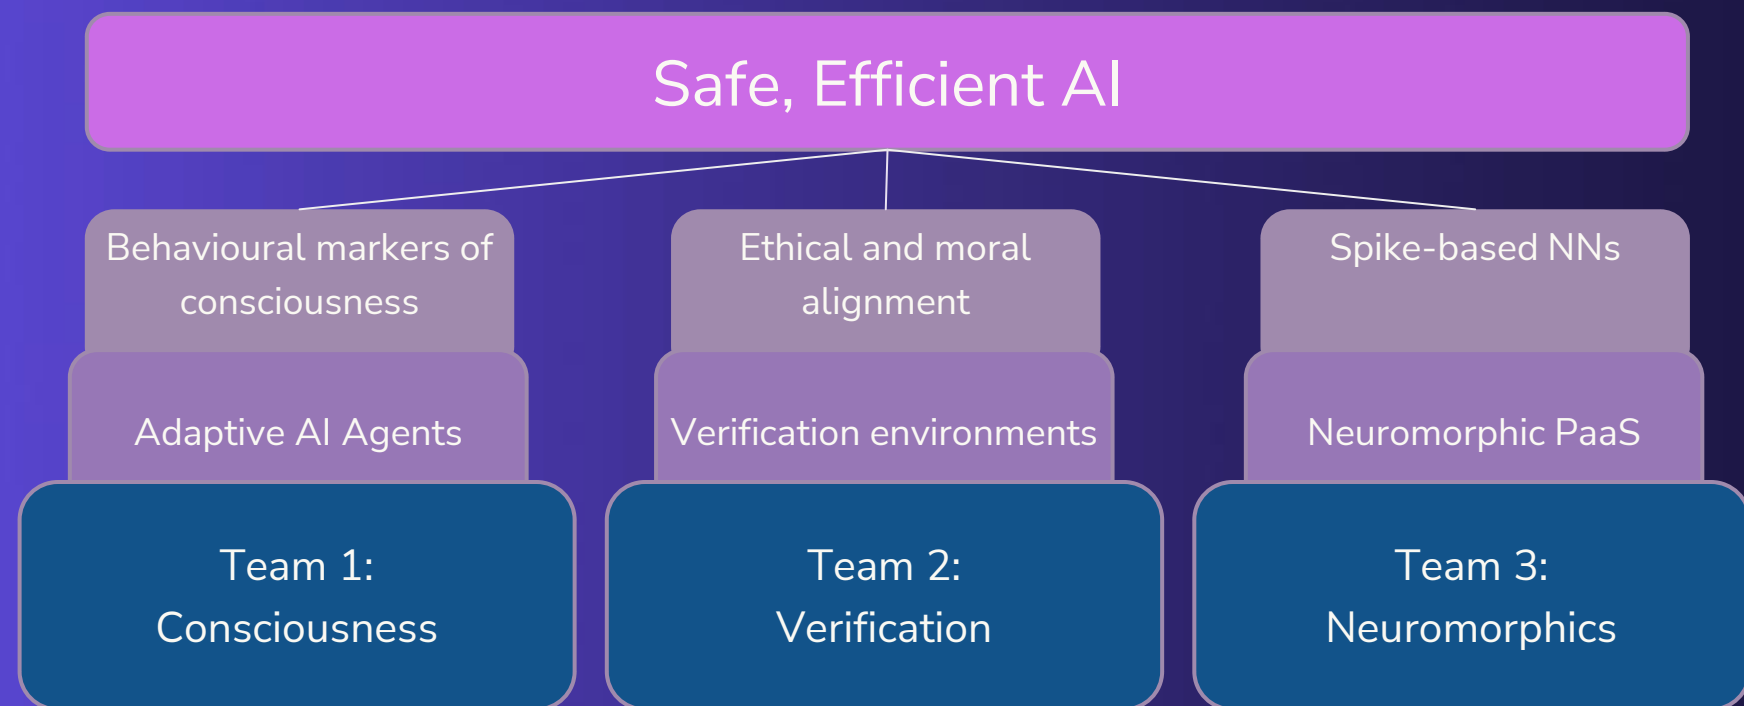 Safe, Efficient AI
Behavioural markers of
consciousness
Adaptive AI Agents
Team 1:
Consciousness
Ethical and moral
alignment
Verification environments
Team 2:
Verification
Spike-based NNs
Neuromorphic PaaS
Team 3:
Neuromorphics